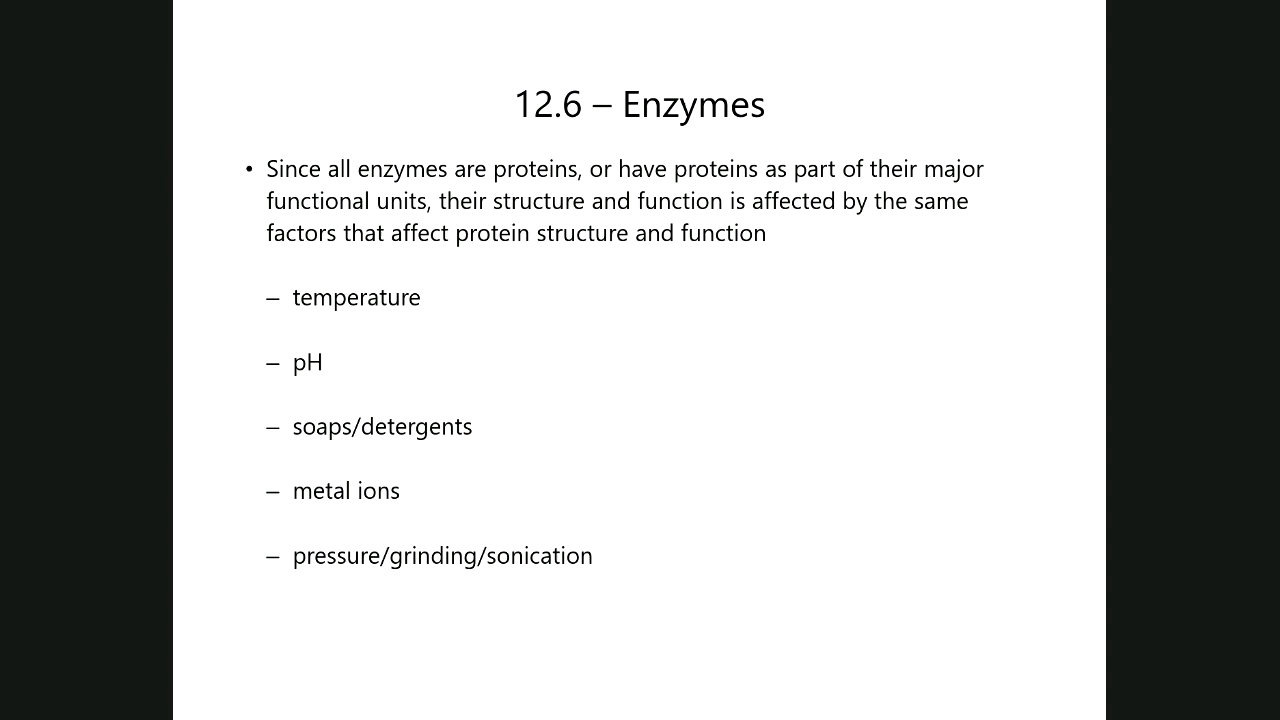 12.6 – Enzymes
• Since all enzymes are proteins, or have proteins as part of their major
functional units, their structure and function is affected by the same
factors that affect protein structure and function
– temperature
– pH
– soaps/detergents
– metal ions
– pressure/grinding/sonication